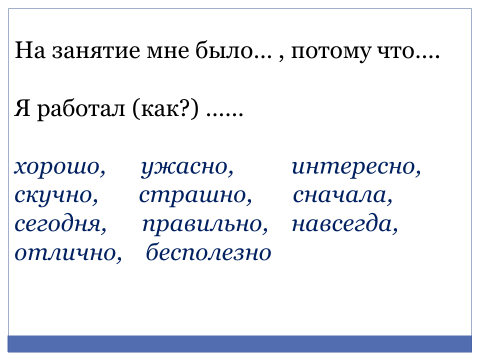 На занятие мне было... , потому что....
Я работал (как?) ......
хорошо, ужасно, интересно,
скучно, страшно, сначала,
сегодня, правильно, навсегда,
отлично, бесполезно